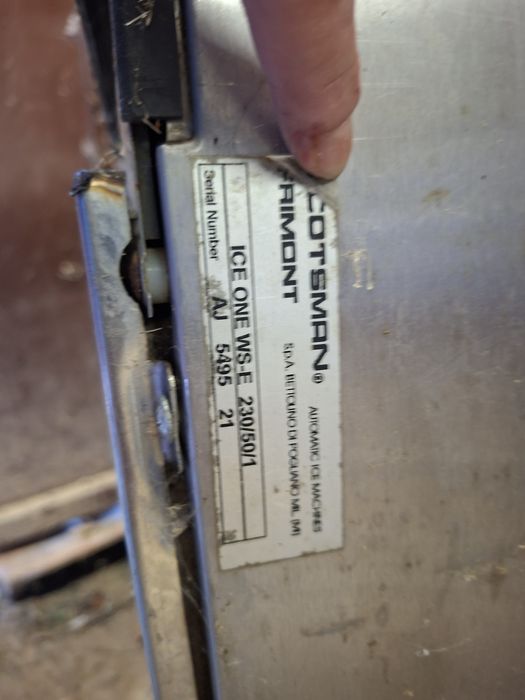 COTSMAN® AUTOMATIC ICE MACHINES
FRIMONT S.p.A. BETTOLINO DI POGLIANO MIL. (MI)
ICE ONE WS-E 230/50/1
Serial Number AJ 5495 21